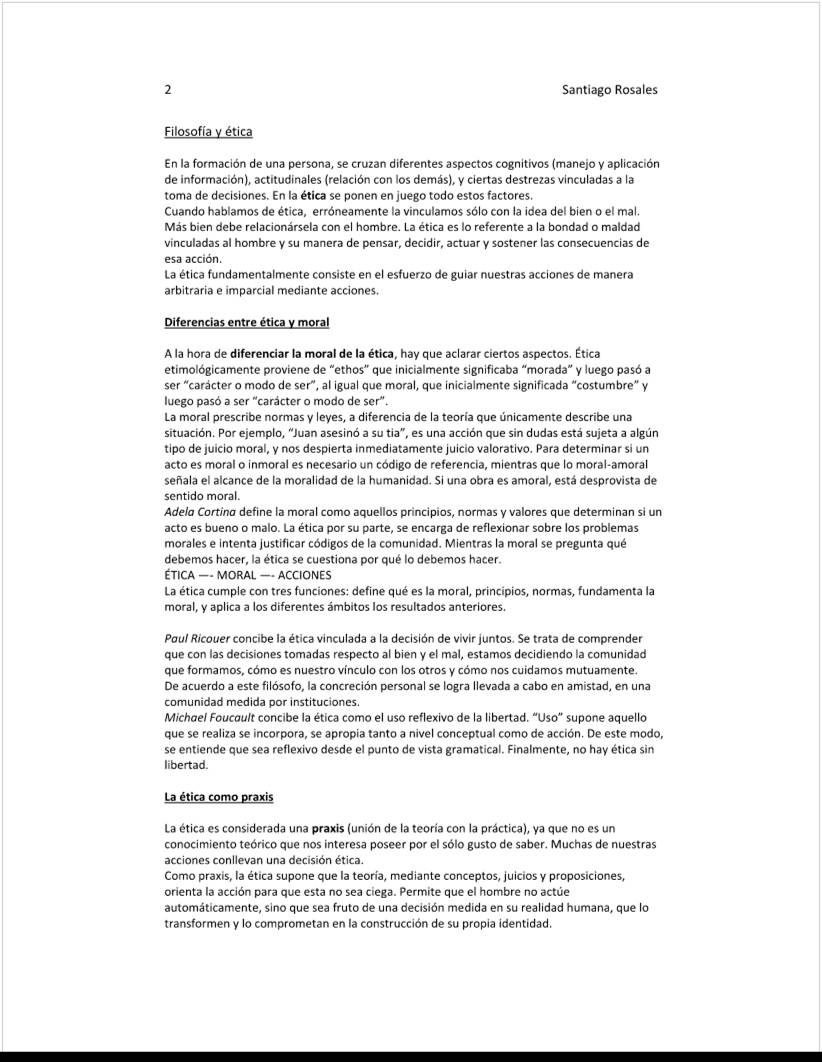 2 Santiago Rosales
Filosofía y ética
En la formación de una persona, se cruzan diferentes aspectos cognitivos (manejo y aplicación
de información), actitudinales (relación con los demás), y ciertas destrezas vinculadas a la
toma de decisiones. En la ética se ponen en juego todo estos factores.
Cuando hablamos de ética,  erróneamente la vinculamos sólo con la idea del bien o el mal.
Más bien debe relacionársela con el hombre. La ética es lo referente a la bondad o maldad
vinculadas al hombre y su manera de pensar, decidir, actuar y sostener las consecuencias de
esa acción.
La ética fundamentalmente consiste en el esfuerzo de guiar nuestras acciones de manera
arbitraria e imparcial mediante acciones.
Diferencias entre ética y moral
A la hora de diferenciar la moral de la ética, hay que aclarar ciertos aspectos. Ética
etimológicamente proviene de “ethos” que inicialmente significaba “morada” y luego pasó a
ser “carácter o modo de ser”, al igual que moral, que inicialmente significada “costumbre” y
luego pasó a ser “carácter o modo de ser”.
La moral prescribe normas y leyes, a diferencia de la teoría que únicamente describe una
situación. Por ejemplo, “Juan asesinó a su tia”, es una acción que sin dudas está sujeta a algún
tipo de juicio moral, y nos despierta inmediatamente juicio valorativo. Para determinar si un
acto es moral o inmoral es necesario un código de referencia, mientras que lo moral-amoral
señala el alcance de la moralidad de la humanidad. Si una obra es amoral, está desprovista de
sentido moral.
Adela Cortina define la moral como aquellos principios, normas y valores que determinan si un
acto es bueno o malo. La ética por su parte, se encarga de reflexionar sobre los problemas
morales e intenta justificar códigos de la comunidad. Mientras la moral se pregunta qué
debemos hacer, la ética se cuestiona por qué lo debemos hacer.
ÉTICA —- MORAL —- ACCIONES
La ética cumple con tres funciones: define qué es la moral, principios, normas, fundamenta la
moral, y aplica a los diferentes ámbitos los resultados anteriores.
Paul Ricouer concibe la ética vinculada a la decisión de vivir juntos. Se trata de comprender
que con las decisiones tomadas respecto al bien y el mal, estamos decidiendo la comunidad
que formamos, cómo es nuestro vínculo con los otros y cómo nos cuidamos mutuamente.
De acuerdo a este filósofo, la concreción personal se logra llevada a cabo en amistad, en una
comunidad medida por instituciones.
Michael Foucault concibe la ética como el uso reflexivo de la libertad. “Uso” supone aquello
que se realiza se incorpora, se apropia tanto a nivel conceptual como de acción. De este modo,
se entiende que sea reflexivo desde el punto de vista gramatical. Finalmente, no hay ética sin
libertad.
La ética como praxis
La ética es considerada una praxis (unión de la teoría con la práctica), ya que no es un
conocimiento teórico que nos interesa poseer por el sólo gusto de saber. Muchas de nuestras
acciones conllevan una decisión ética.
Como praxis, la ética supone que la teoría, mediante conceptos, juicios y proposiciones,
orienta la acción para que esta no sea ciega. Permite que el hombre no actúe
automáticamente, sino que sea fruto de una decisión medida en su realidad humana, que lo
transformen y lo comprometan en la construcción de su propia identidad.